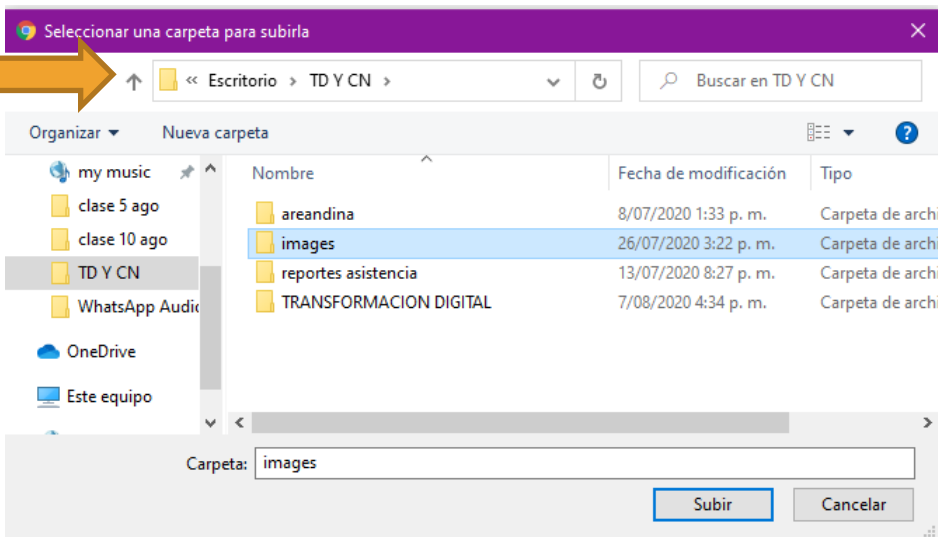 Seleccionar una carpeta para subirla
« Escritorio > TD Y CN >
Buscar en TD Y CN
Organizar
Nueva carpeta
?
my music
clase 5 ago
clase 10 ago
TD Y CN
WhatsApp Audio
OneDrive
Este equipo
Nombre Fecha de modificación Tipo
areandina 8/07/2020 1:33 p. m. Carpeta de archi
images 26/07/2020 3:22 p. m. Carpeta de archi
reportes asistencia 13/07/2020 8:27 p. m. Carpeta de archi
TRANSFORMACION DIGITAL 7/08/2020 4:34 p. m. Carpeta de archi
Carpeta: images
Subir Cancelar